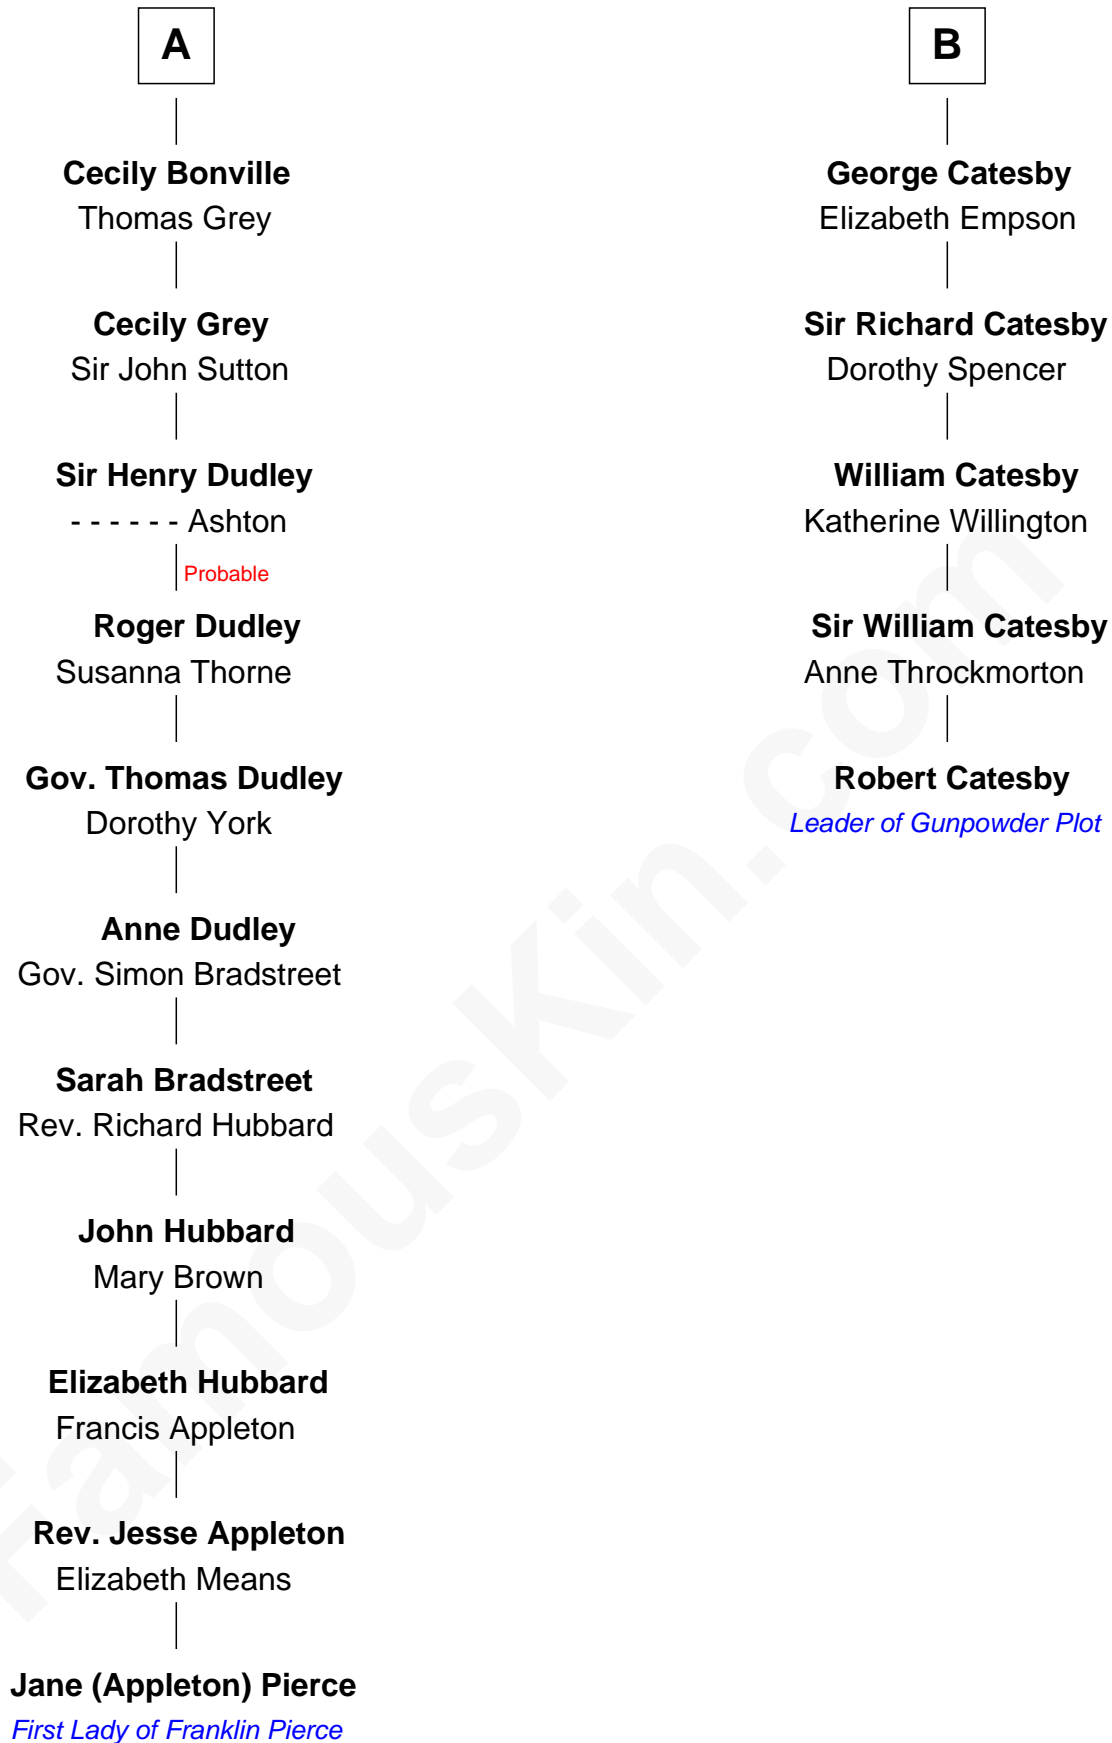 A
Cecily Bonville
Thomas Grey
Cecily Grey
Sir John Sutton
Sir Henry Dudley
- - - - - - Ashton
Probable
Roger Dudley
Susanna Thorne
Gov. Thomas Dudley
Dorothy York
Anne Dudley
Gov. Simon Bradstreet
Sarah Bradstreet
Rev. Richard Hubbard
John Hubbard
Mary Brown
Elizabeth Hubbard
Francis Appleton
Rev. Jesse Appleton
Elizabeth Means
Jane (Appleton) Pierce
First Lady of Franklin Pierce
B
George Catesby
Elizabeth Empson
Sir Richard Catesby
Dorothy Spencer
William Catesby
Katherine Willington
Sir William Catesby
Anne Throckmorton
Robert Catesby
Leader of Gunpowder Plot
FamousKin.com